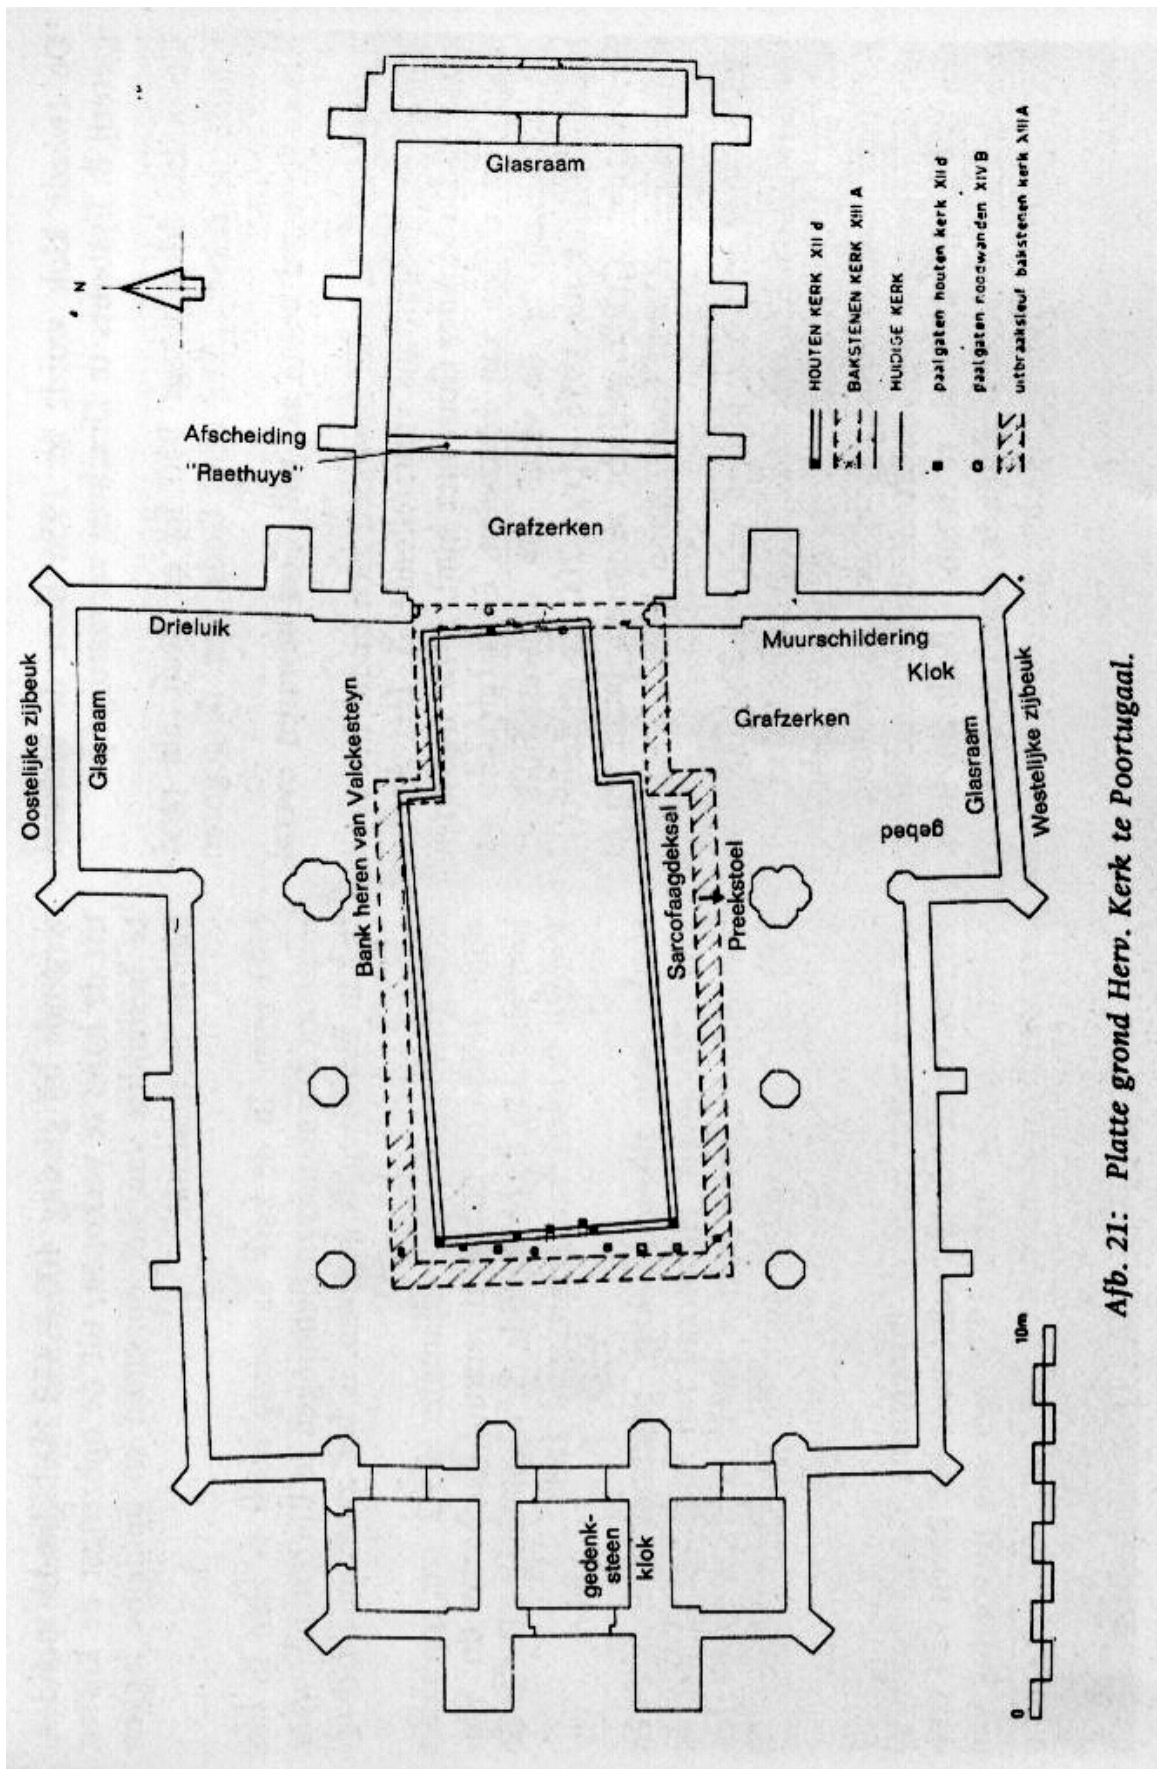 Glasraam
N
Afscheiding
"Raethuys"
Grafzerken
HOUTEN KERK XII d
BAKSTENEN KERK XIII A
HUIDIGE KERK
paalgaten houten kerk XII d
paalgaten noodwanden XIV B
uitbraaksleuf bakstenen kerk XIII A
Oostelijke zijbeuk
Glasraam
Drieluik
Bank heren van Valckesteyn
Sarcofaagdeksel
Preekstoel
Muurschildering
Klok
Grafzerken
gebed
Glasraam
Westelijke zijbeuk
gedenk-
steen
klok
0
10m
Afb. 21: Platte grond Herv. Kerk te Poortugaal.